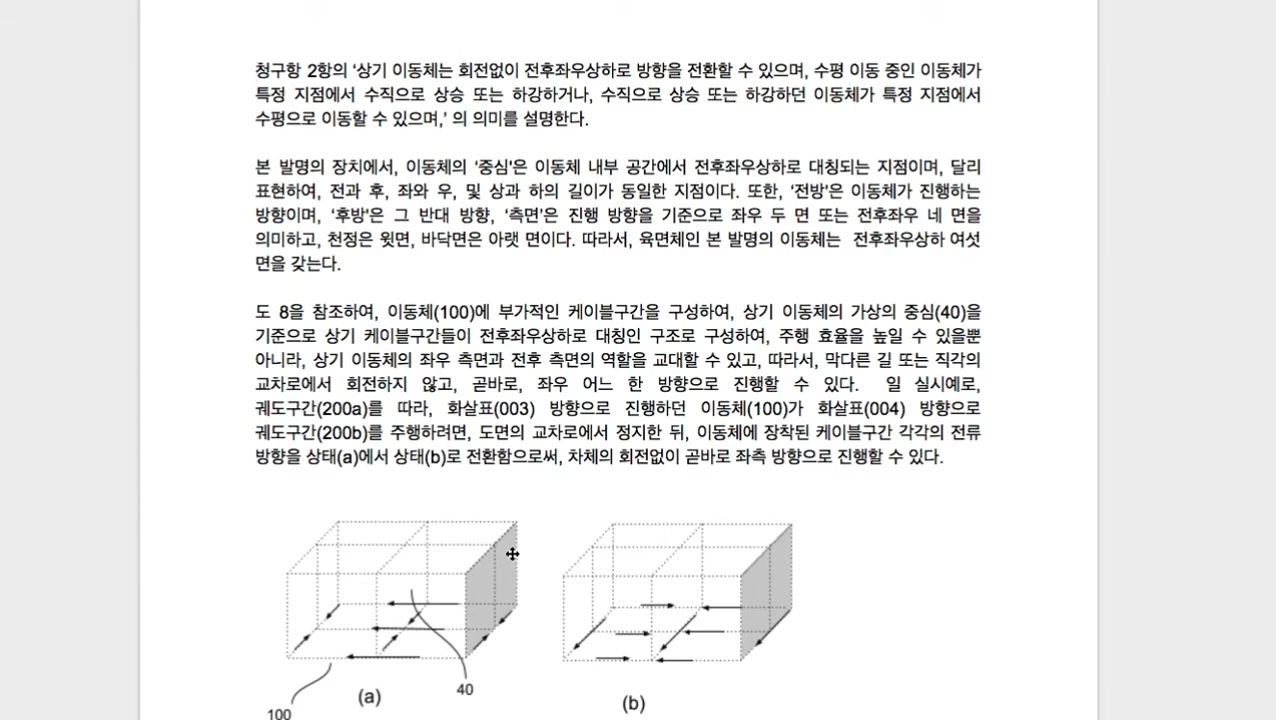 청구항 2항의 ‘상기 이동체는 회전없이 전후좌우상하로 방향을 전환할 수 있으며, 수평 이동 중인 이동체가
특정 지점에서 수직으로 상승 또는 하강하거나, 수직으로 상승 또는 하강하던 이동체가 특정 지점에서
수평으로 이동할 수 있으며,’ 의 의미를 설명한다.
본 발명의 장치에서, 이동체의 ‘중심’은 이동체 내부 공간에서 전후좌우상하로 대칭되는 지점이며, 달리
표현하여, 전과 후, 좌와 우, 및 상과 하의 길이가 동일한 지점이다. 또한, ‘전방’은 이동체가 진행하는
방향이며, ‘후방’은 그 반대 방향, ‘측면’은 진행 방향을 기준으로 좌우 두 면 또는 전후좌우 네 면을
의미하고, 천정은 윗면, 바닥면은 아랫 면이다. 따라서, 육면체인 본 발명의 이동체는 전후좌우상하 여섯
면을 갖는다.
도 8을 참조하여, 이동체(100)에 부가적인 케이블구간을 구성하여, 상기 이동체의 가상의 중심(40)을
기준으로 상기 케이블구간들이 전후좌우상하로 대칭인 구조로 구성하여, 주행 효율을 높일 수 있을뿐
아니라, 상기 이동체의 좌우 측면과 전후 측면의 역할을 교대할 수 있고, 따라서, 막다른 길 또는 직각의
교차로에서 회전하지 않고, 곧바로, 좌우 어느 한 방향으로 진행할 수 있다. 일 실시예로,
궤도구간(200a)를 따라, 화살표(003) 방향으로 진행하던 이동체(100)가 화살표(004) 방향으로
궤도구간(200b)를 주행하려면, 도면의 교차로에서 정지한 뒤, 이동체에 장착된 케이블구간 각각의 전류
방향을 상태(a)에서 상태(b)로 전환함으로써, 차체의 회전없이 곧바로 좌측 방향으로 진행할 수 있다.
40
(a)
(b)
100